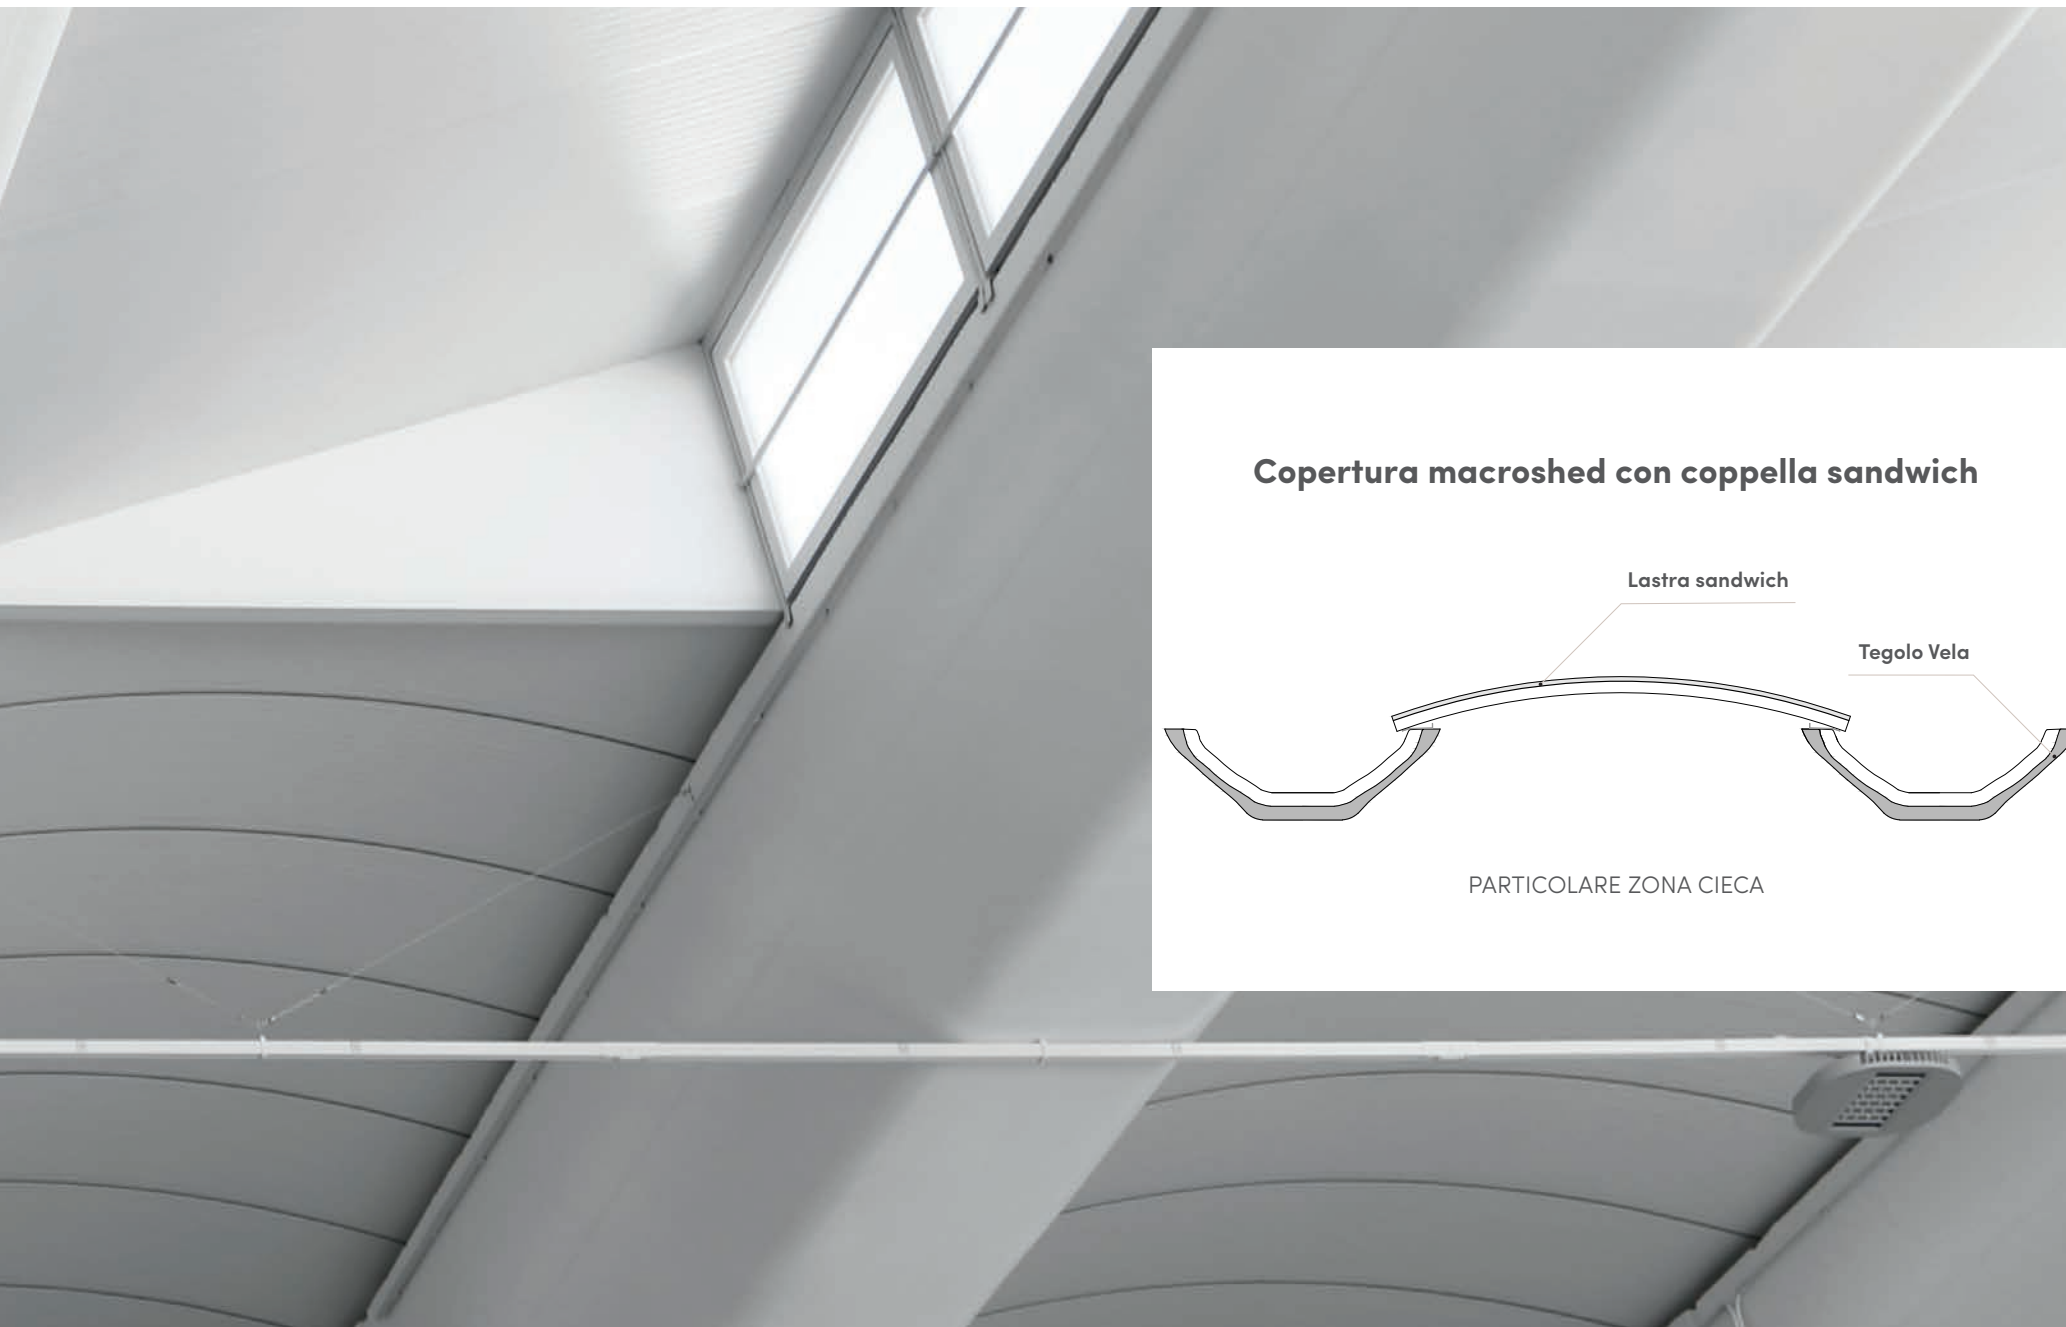 Copertura macroshed con coppella sandwich
Lastra sandwich
Tegolo Vela
PARTICOLARE ZONA CIECA